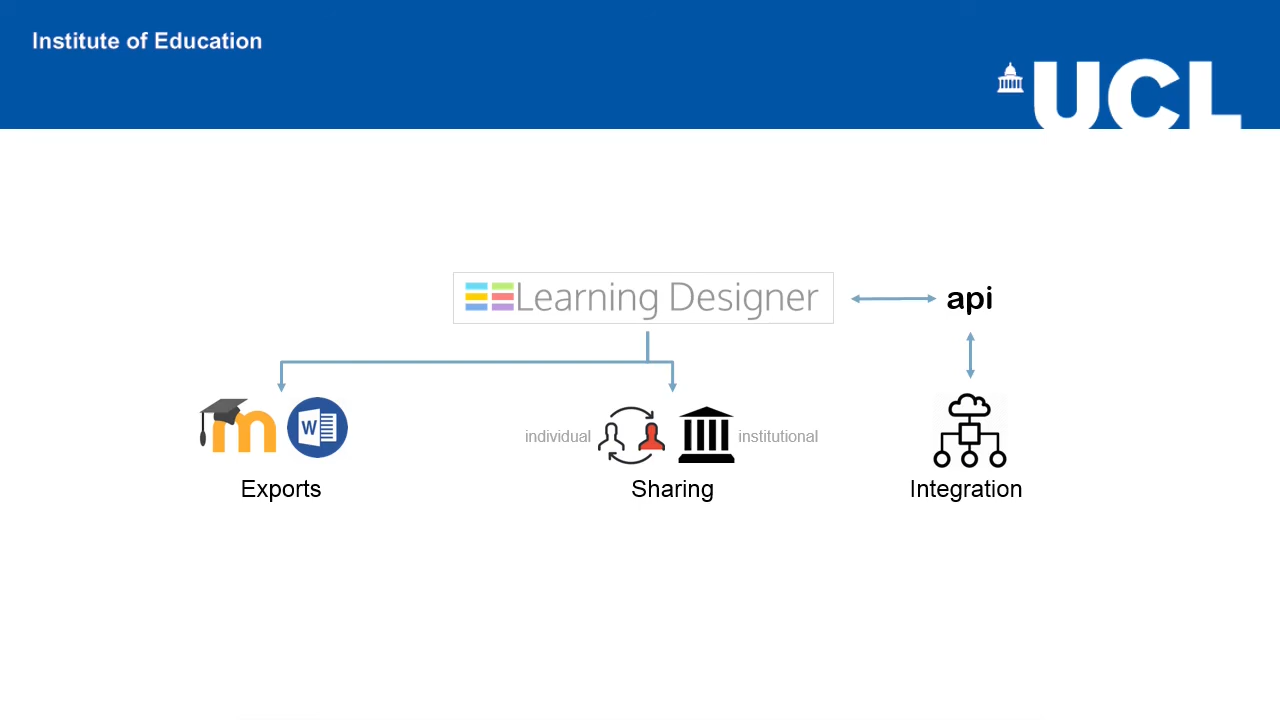 Institute of Education
UCL
Learning Designer
api
m
W
individual
institutional
Exports
Sharing
Integration